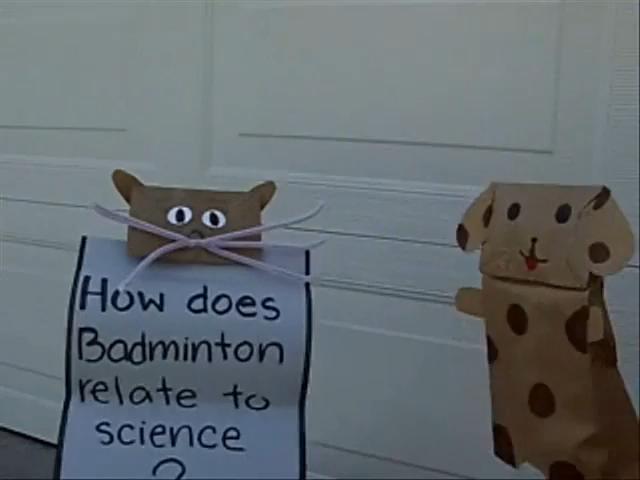 How does
Badminton
relate to
science
?